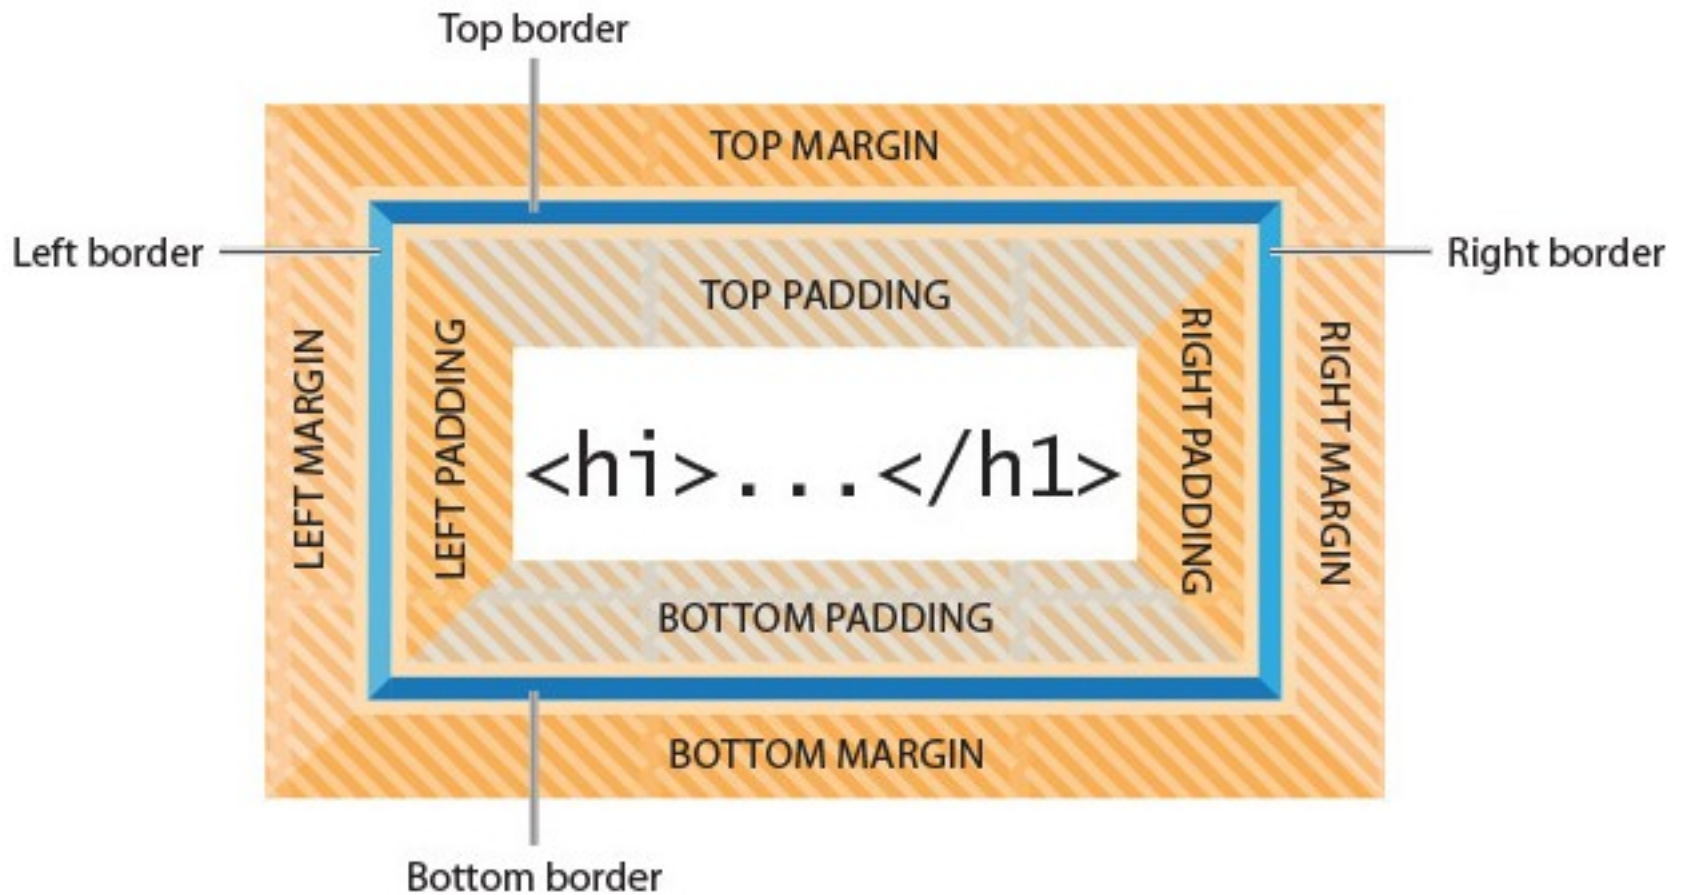 Top border
TOP MARGIN
Left border
Right border
TOP PADDING
LEFT MARGIN
LEFT PADDING
<hi>...</h1>
RIGHT PADDING
RIGHT MARGIN
BOTTOM PADDING
BOTTOM MARGIN
Bottom border